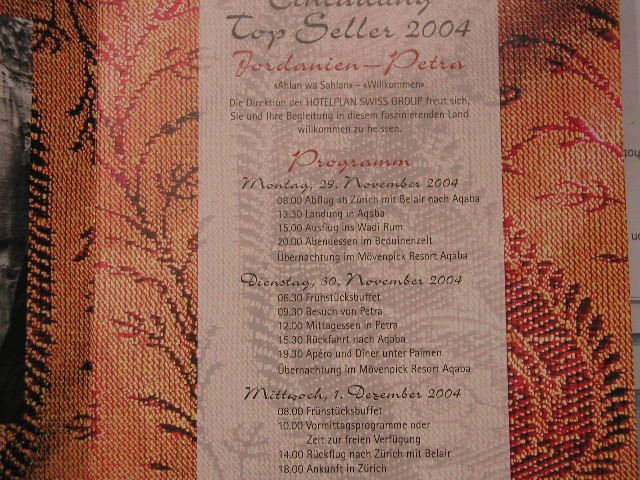 Einladung
Top Seller 2004
Jordanien–Petra
«Ahlan wa Sahlan» – «Willkommen»
Die Direktion der HOTELPLAN SWISS GROUP freut sich,
Sie und Ihre Begleitung in diesem faszinierenden Land
willkommen zu heissen.
Programm
Montag, 29. November 2004
08.00 Abflug ab Zürich mit Belair nach Aqaba
13.30 Landung in Aqaba
15.00 Ausflug ins Wadi Rum
20.00 Abendessen im Beduinenzelt
Übernachtung im Mövenpick Resort Aqaba
Dienstag, 30. November 2004
06.30 Frühstücksbuffet
09.30 Besuch von Petra
12.00 Mittagessen in Petra
15.30 Rückfahrt nach Aqaba
19.30 Apéro und Diner unter Palmen
Übernachtung im Mövenpick Resort Aqaba
Mittwoch, 1. Dezember 2004
08.00 Frühstücksbuffet
10.00 Vormittagsprogramme oder
Zeit zur freien Verfügung
14.00 Rückflug nach Zürich mit Belair
18.00 Ankunft in Zürich